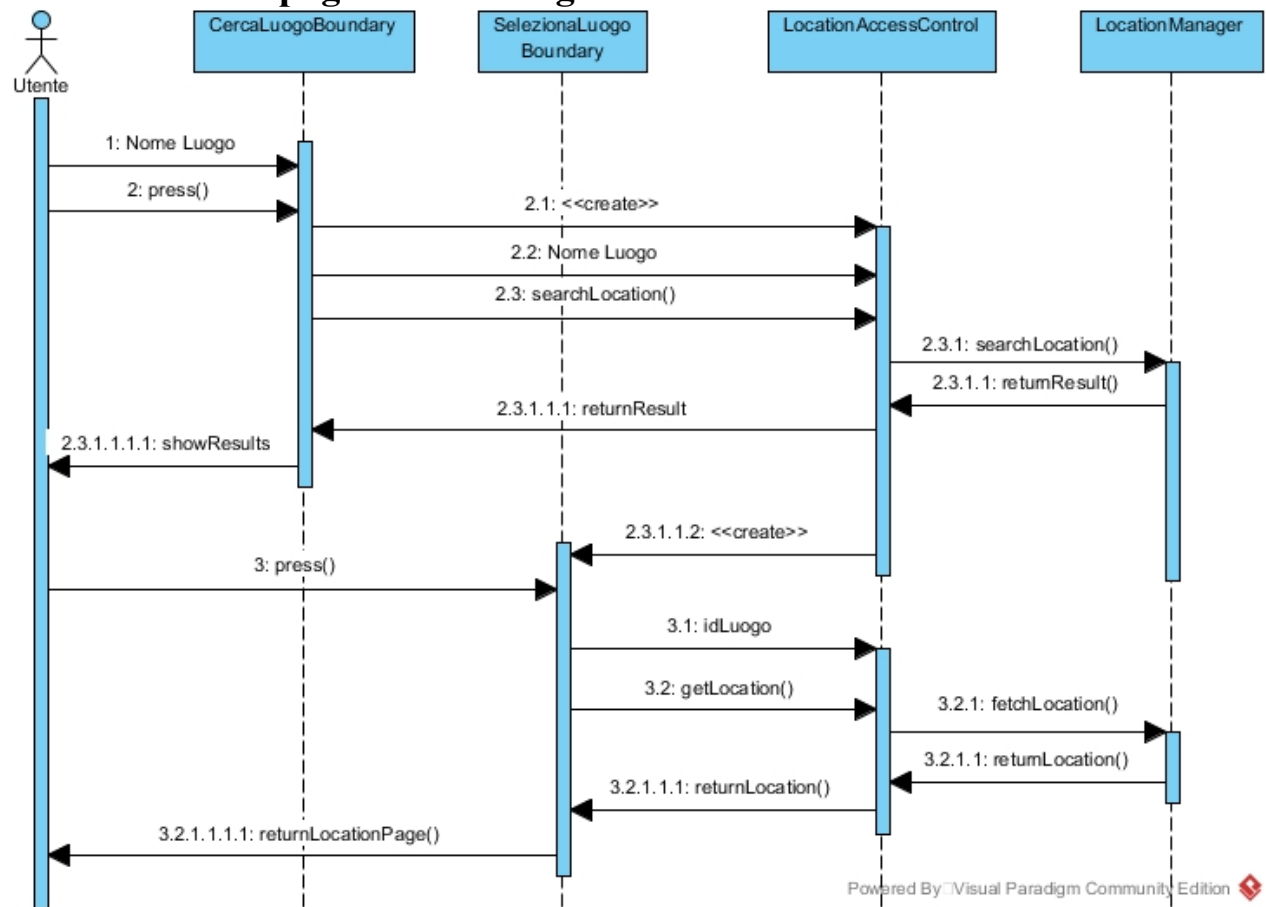 pag
g
CercaLuogoBoundary
SelezionaLuogo
Boundary
LocationAccessControl
LocationManager
Utente
1: Nome Luogo
2: press()
2.1: <<create>>
2.2: Nome Luogo
2.3: searchLocation()
2.3.1: searchLocation()
2.3.1.1: returnResult()
2.3.1.1.1: returnResult
2.3.1.1.1.1: showResults
2.3.1.1.2: <<create>>
3: press()
3.1: idLuogo
3.2: getLocation()
3.2.1: fetchLocation()
3.2.1.1: returnLocation()
3.2.1.1.1: returnLocation()
3.2.1.1.1.1: returnLocationPage()
Powered By Visual Paradigm Community Edition